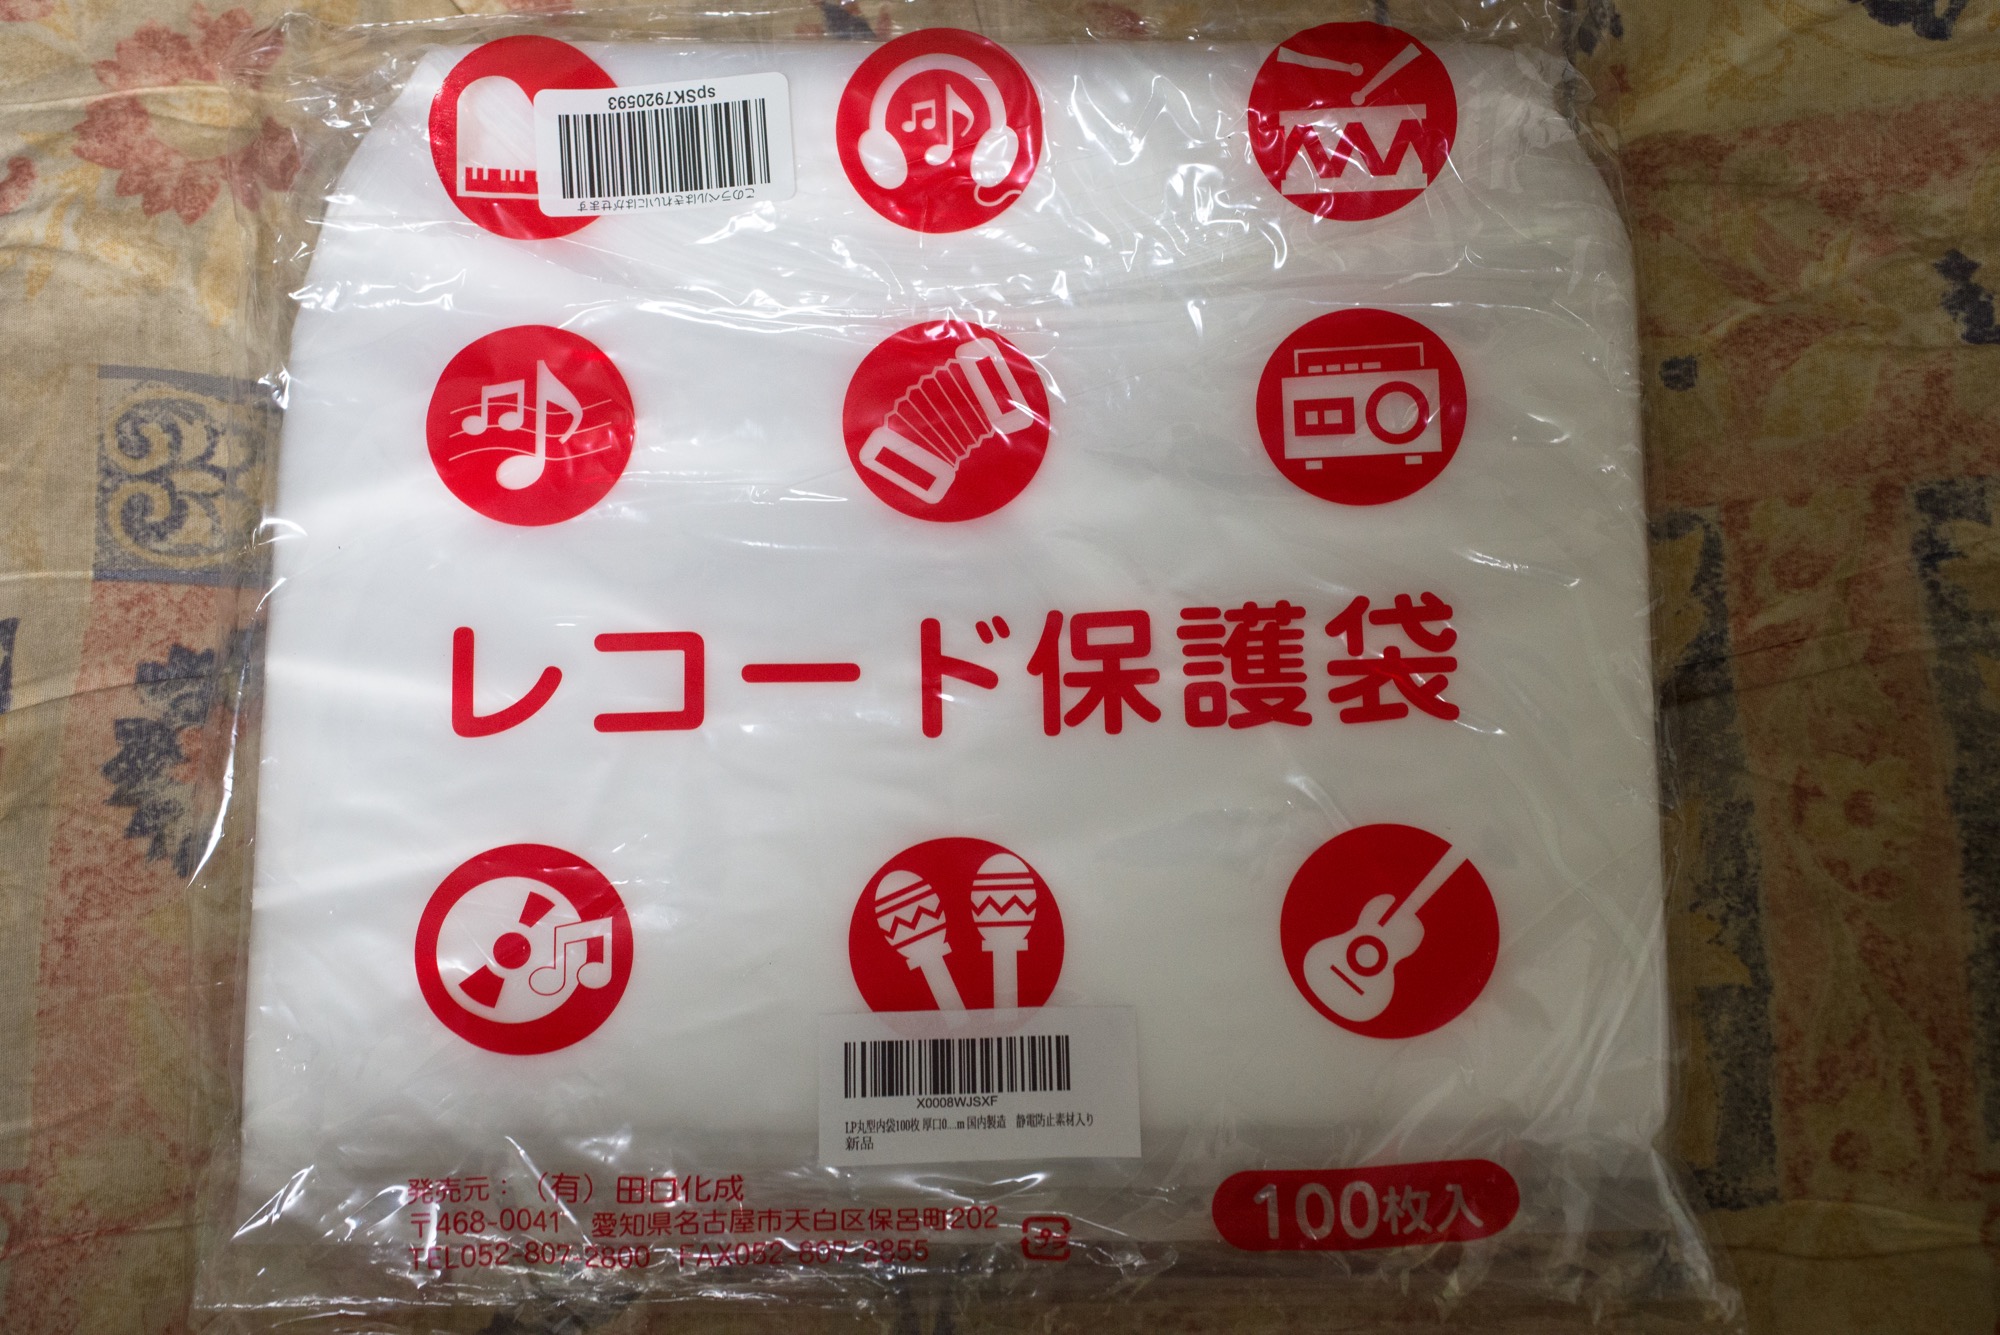 spSK7920593
このラベルはきれいにはがせます
レコード保護袋
X0008WJSXF
LP丸型内袋100枚 厚口0....m 国内製造　静電防止素材入り
新品
発売元：（有）田口化成
〒468-0041　愛知県名古屋市天白区保呂町202
TEL052-807-2800　FAX052-807-2855
プラ
100枚入